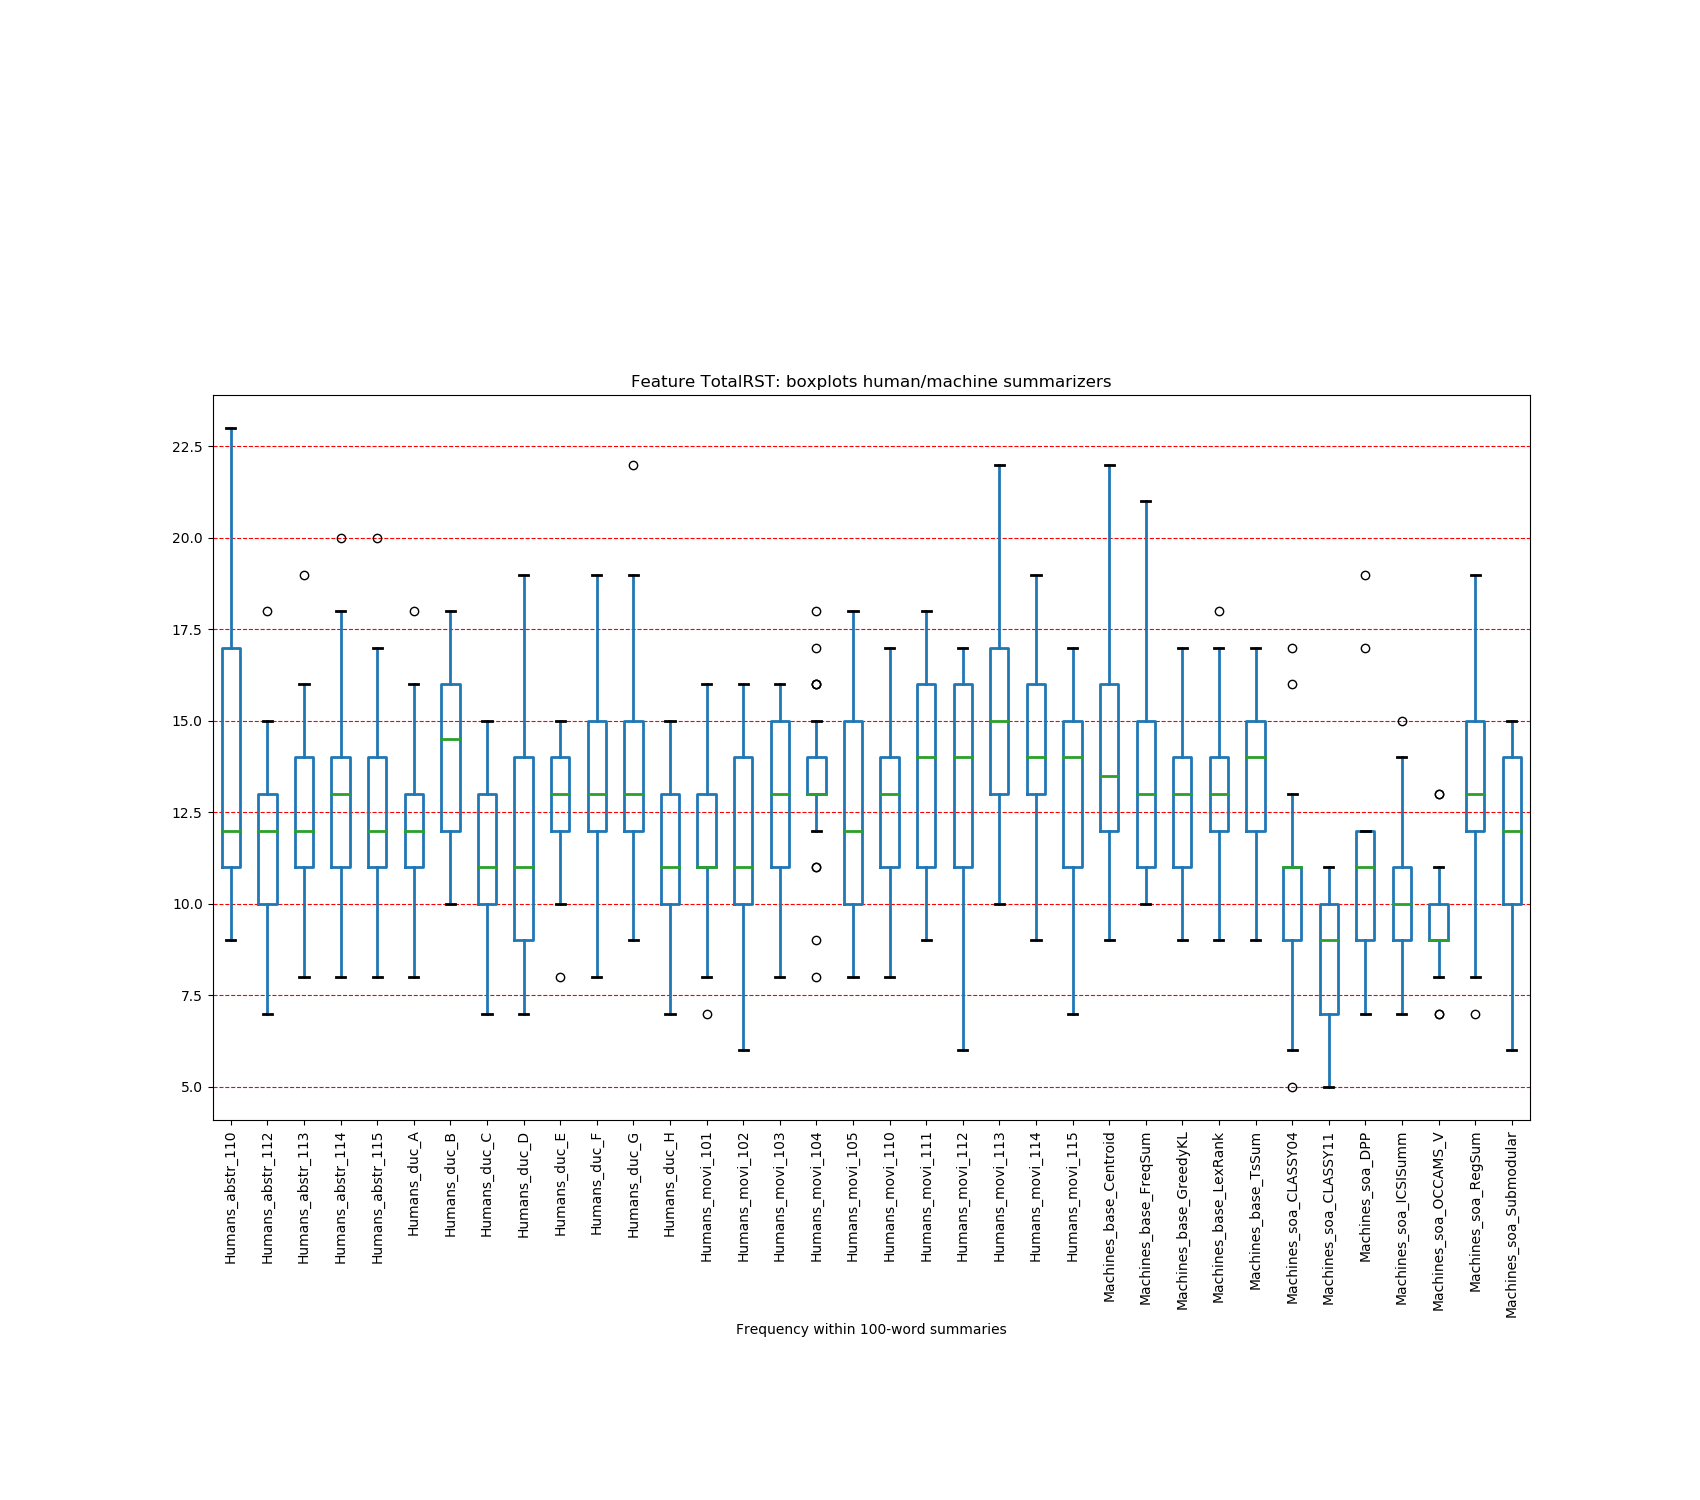 Feature TotalRST: boxplots human/machine summarizers
22.5
20.0
17.5
15.0
12.5
10.0
7.5
5.0
Humans_abstr_110
Humans_abstr_112
Humans_abstr_113
Humans_abstr_114
Humans_abstr_115
Humans_duc_A
Humans_duc_B
Humans_duc_C
Humans_duc_D
Humans_duc_E
Humans_duc_F
Humans_duc_G
Humans_duc_H
Humans_movi_101
Humans_movi_102
Humans_movi_103
Humans_movi_104
Humans_movi_105
Humans_movi_110
Humans_movi_111
Humans_movi_112
Humans_movi_113
Humans_movi_114
Humans_movi_115
Machines_base_Centroid
Machines_base_FreqSum
Machines_base_GreedyKL
Machines_base_LexRank
Machines_base_TsSum
Machines_soa_CLASSY04
Machines_soa_CLASSY11
Machines_soa_DPP
Machines_soa_ICSISumm
Machines_soa_OCCAMS_V
Machines_soa_RegSum
Machines_soa_Submodular
Frequency within 100-word summaries